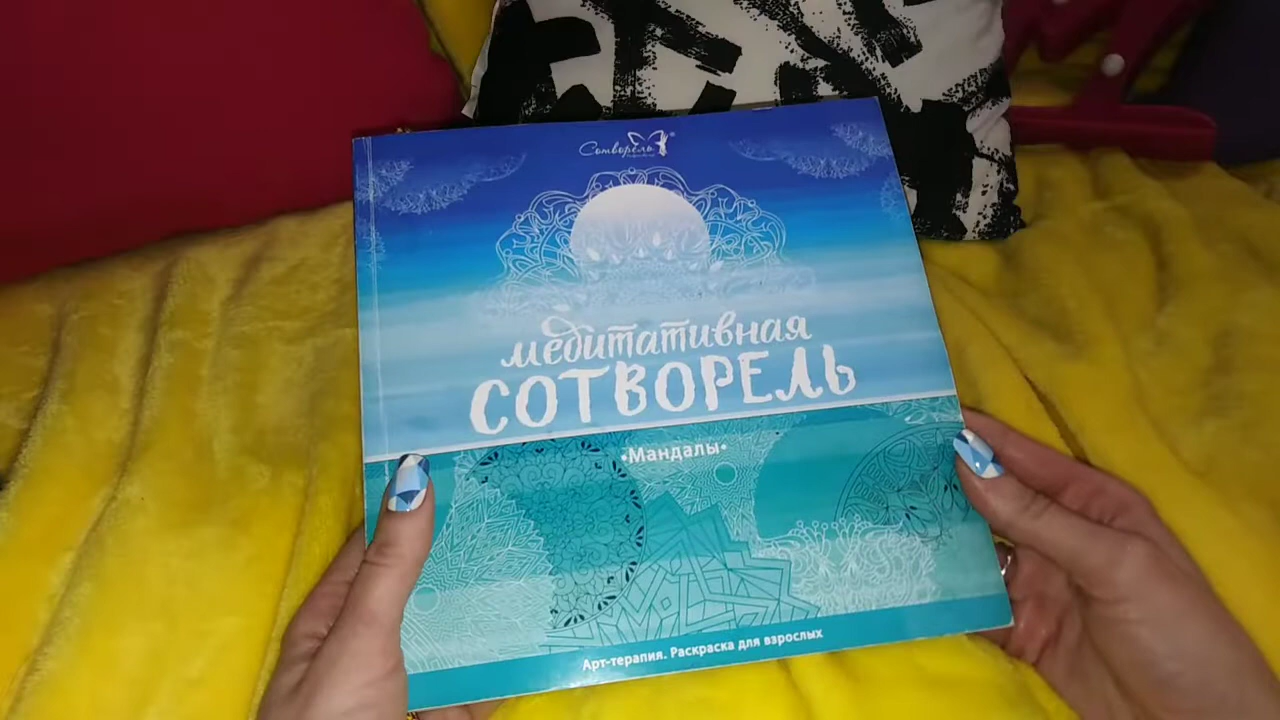 Сотворель®
медитативная
СОТВОРЕЛЬ
•Мандалы•
Арт-терапия. Раскраска для взрослых